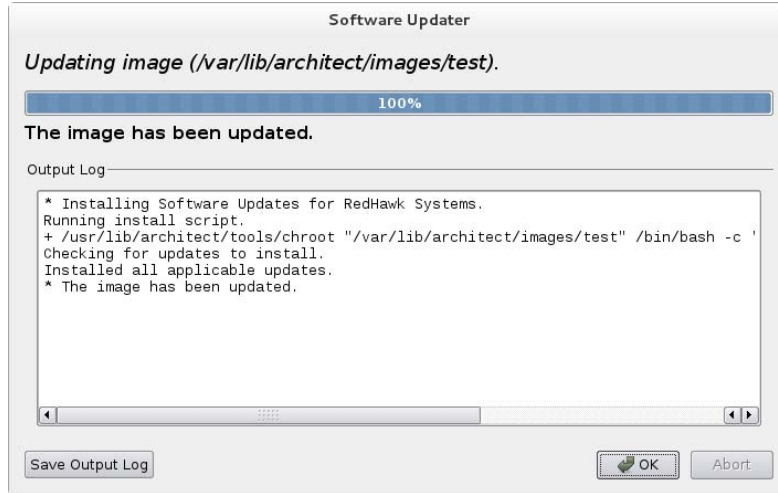 Software Updater
Updating image (/var/lib/architect/images/test).
100%
The image has been updated.
Output Log
* Installing Software Updates for RedHawk Systems.
Running install script.
+ /usr/lib/architect/tools/chroot "/var/lib/architect/images/test" /bin/bash -c '
Checking for updates to install.
Installed all applicable updates.
* The image has been updated.
Save Output Log
OK
Abort